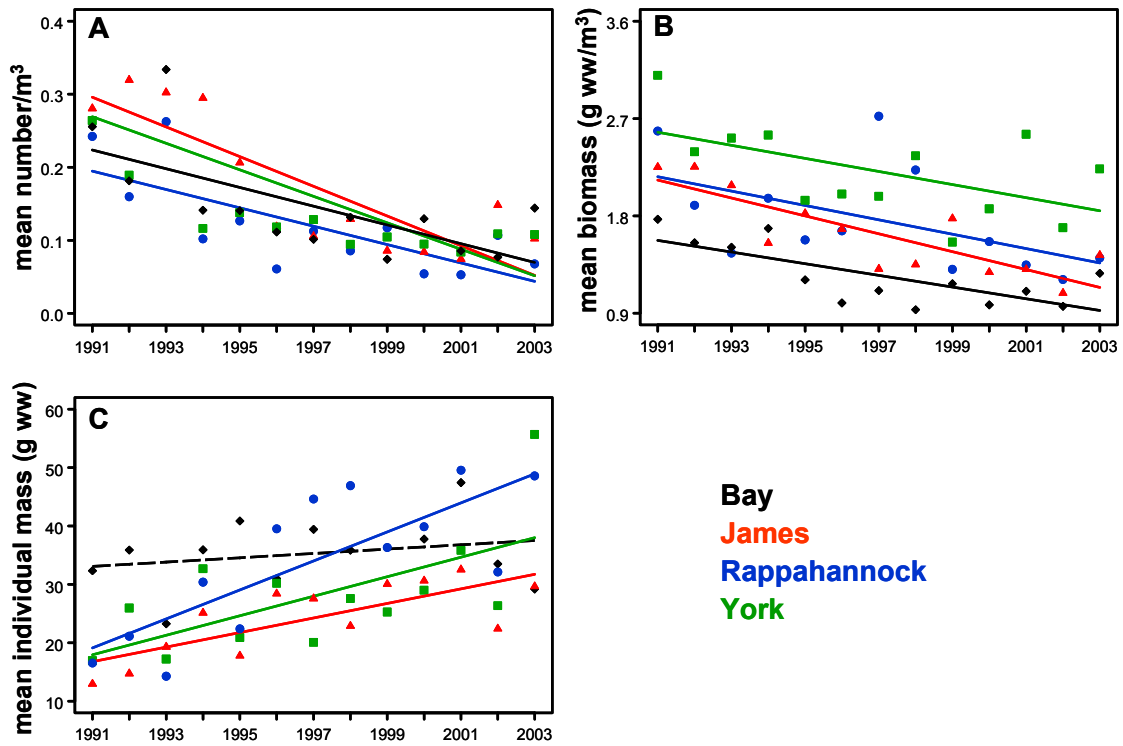 A
mean number/m³
0.4
0.3
0.2
0.1
0.0
1991 1993 1995 1997 1999 2001 2003
B
mean biomass (g ww/m³)
3.6
2.7
1.8
0.9
1991 1993 1995 1997 1999 2001 2003
C
mean individual mass (g ww)
60
50
40
30
20
10
1991 1993 1995 1997 1999 2001 2003
Bay
James
Rappahannock
York